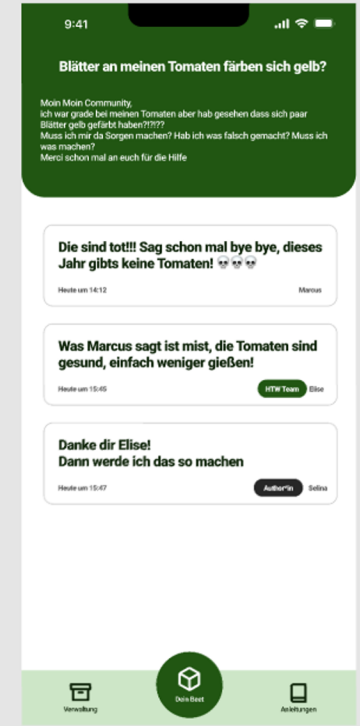 9:41
Blätter an meinen Tomaten färben sich gelb?
Moin Moin Community,
ich war grade bei meinen Tomaten aber hab gesehen dass sich paar
Blätter gelb gefärbt haben?!?!??
Muss ich mir da Sorgen machen? Hab ich was falsch gemacht? Muss ich
was machen?
Merci schon mal an euch für die Hilfe
Die sind tot!!! Sag schon mal bye bye, dieses
Jahr gibts keine Tomaten! 💀💀💀
Heute um 14:12 Marcus
Was Marcus sagt ist mist, die Tomaten sind
gesund, einfach weniger gießen!
Heute um 15:45 HTW Team Elise
Danke dir Elise!
Dann werde ich das so machen
Heute um 15:47 Author*in Selina
Verwaltung Dein Beet Anleitungen